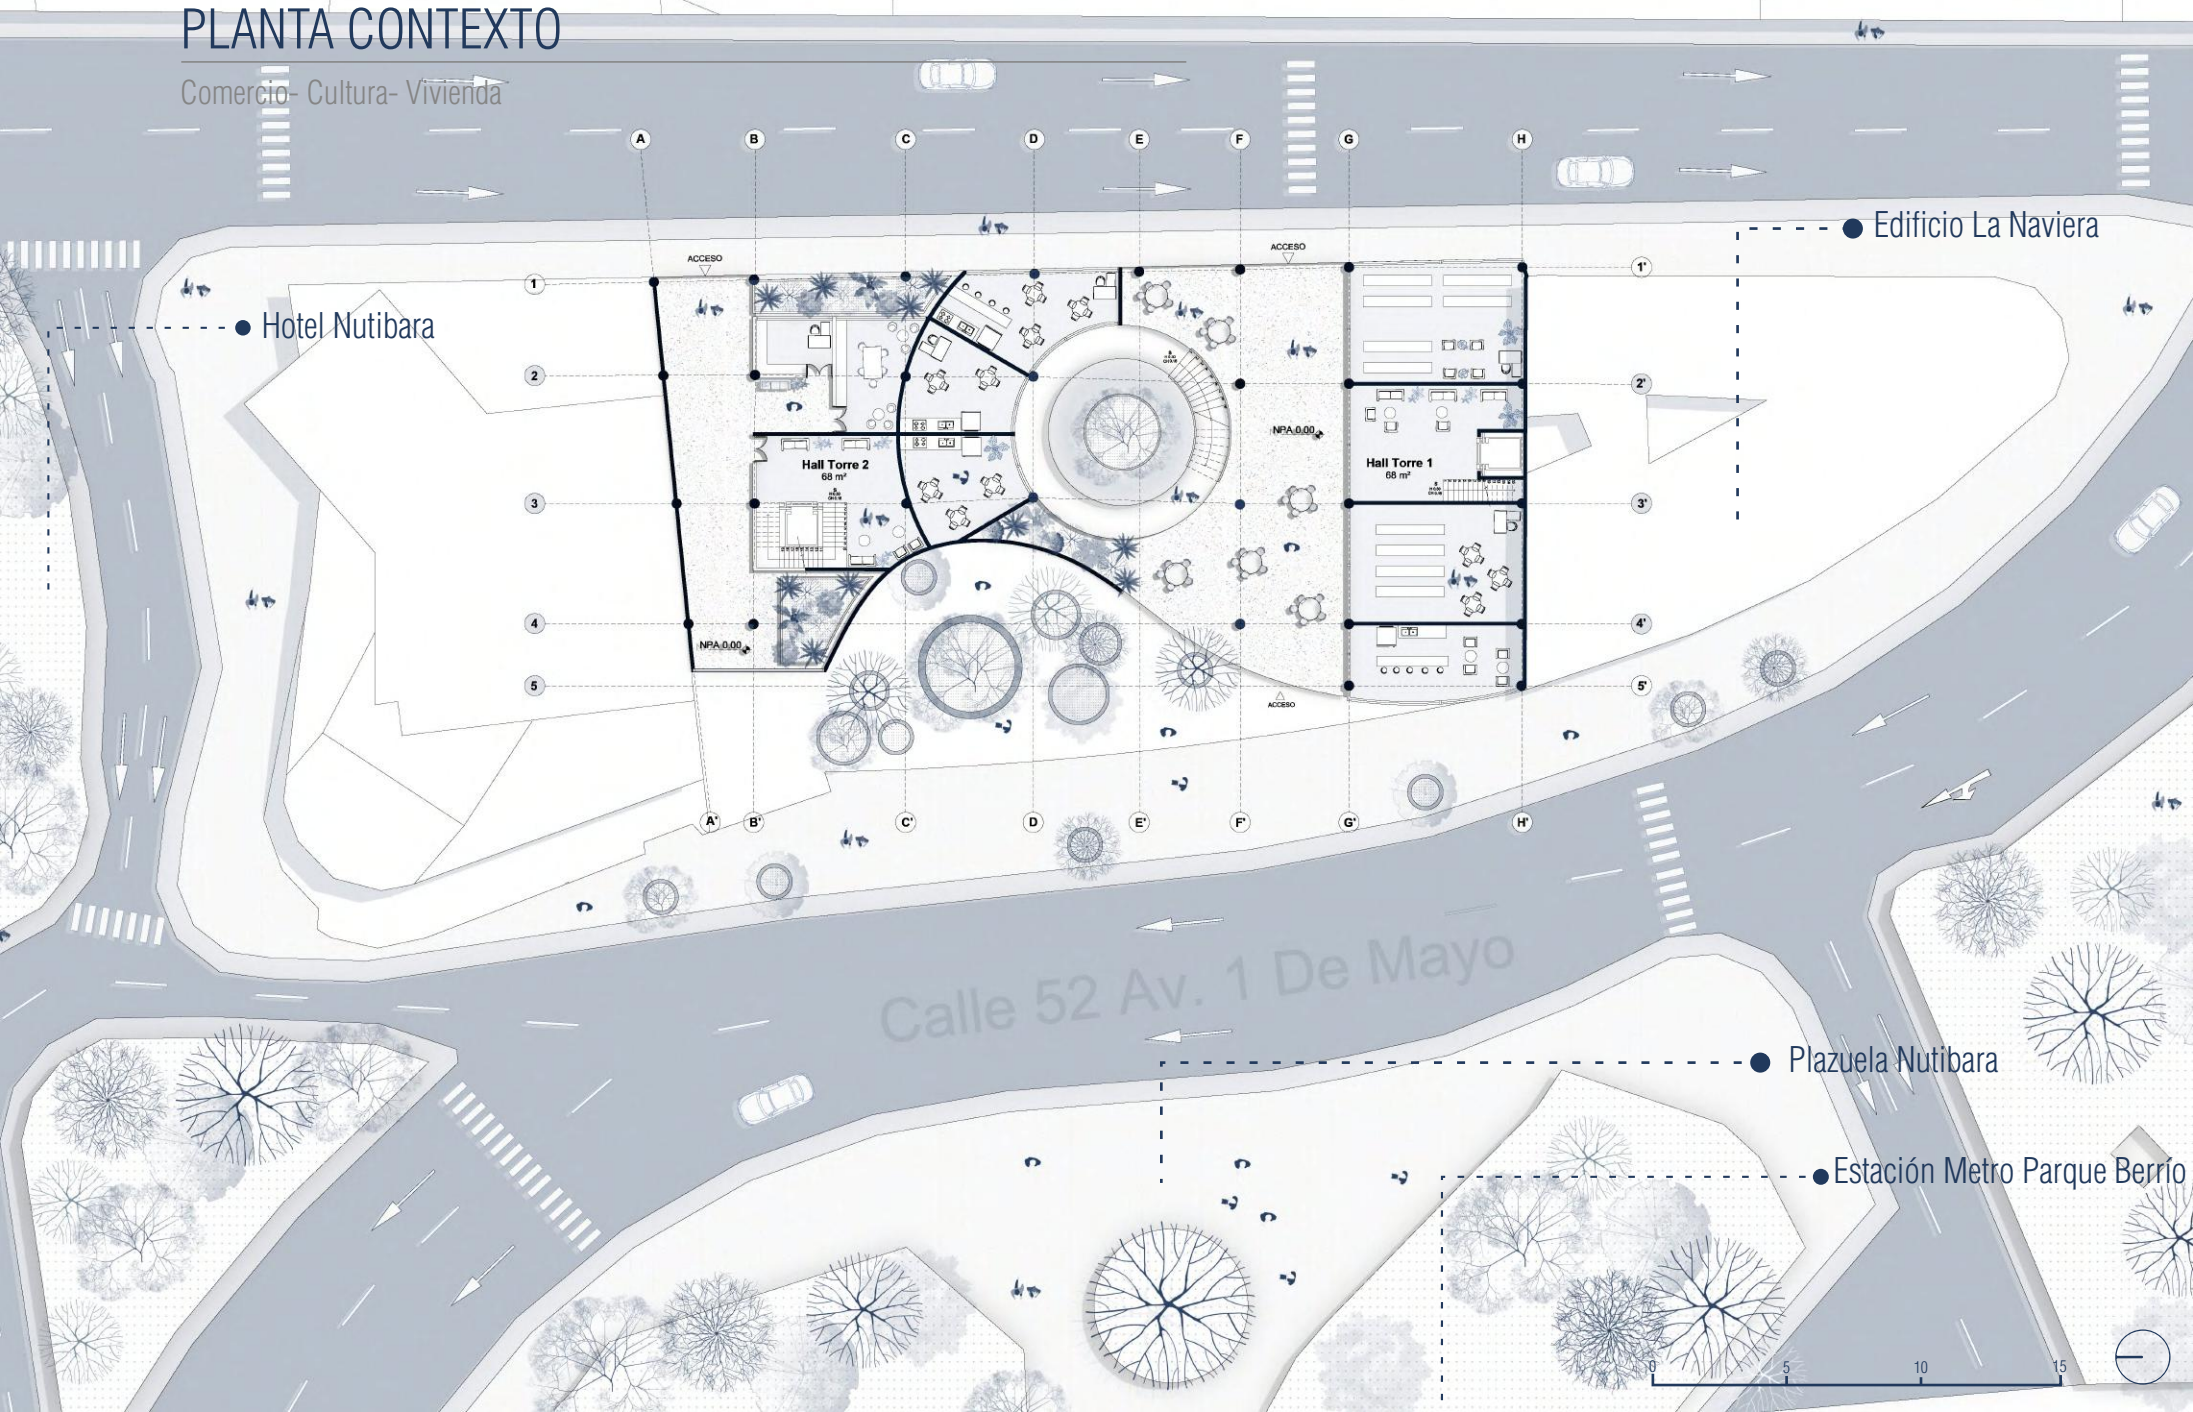 PLANTA CONTEXTO
Comercio- Cultura- Vivienda
A B C D E F G H
Edificio La Naviera
ACCESO
ACCESO
1
1'
Hotel Nutibara
2
2'
NPA 0,00
Hall Torre 2
68 m²
Hall Torre 1
68 m²
3
3'
4
4'
NPA 0,00
5
5'
ACCESO
A' B' C' D E' F' G' H'
Calle 52 Av. 1 De Mayo
Plazuela Nutibara
Estación Metro Parque Berrío
0 5 10 15